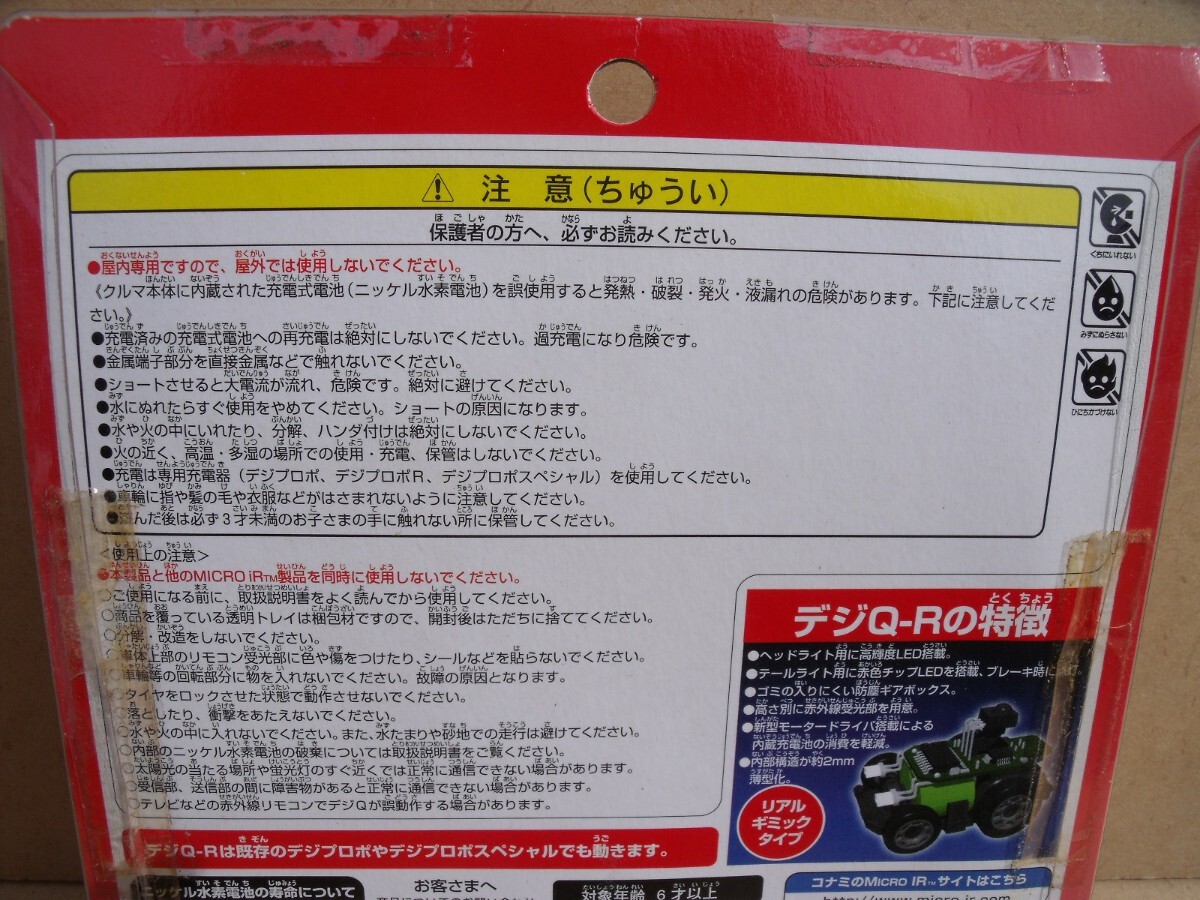 ⚠ 注 意(ちゅうい)
保護者の方へ、必ずお読みください。
●屋内専用ですので、屋外では使用しないでください。
《クルマ本体に内蔵された充電式電池(ニッケル水素電池)を誤使用すると発熱・破裂・発火・液漏れの危険があります。下記に注意してくだ
さい。》
●充電済みの充電式電池への再充電は絶対にしないでください。過充電になり危険です。
●金属端子部分を直接金属などで触れないでください。
●ショートさせると大電流が流れ、危険です。絶対に避けてください。
●水にぬれたらすぐ使用をやめてください。ショートの原因になります。
●水や火の中にいれたり、分解、ハンダ付けは絶対にしないでください。
●火の近く、高温・多湿の場所での使用・充電、保管はしないでください。
●充電は専用充電器(デジプロポ、デジプロポR、デジプロポスペシャル)を使用してください。
●車輪に指や髪の毛や衣服などがはさまれないように注意してください。
●遊んだ後は必ず3才未満のお子さまの手に触れない所に保管してください。
くちにいれない
みずにぬらさない
ひにちかづけない
<使用上の注意>
●本製品と他のMICRO iR™製品を同時に使用しないでください。
○ご使用になる前に、取扱説明書をよく読んでから使用してください。
○商品を覆っている透明トレイは梱包材ですので、開封後はただちに捨ててください。
○分解・改造をしないでください。
○車体上部のリモコン受光部に色や傷をつけたり、シールなどを貼らないでください。
○車輪等の回転部分に物を入れないでください。故障の原因となります。
○タイヤをロックさせた状態で動作させないでください。
○落としたり、衝撃をあたえないでください。
○水や火の中に入れないでください。また、水たまりや砂地での走行は避けてください。
○内部のニッケル水素電池の破棄については取扱説明書をご覧ください。
○太陽光の当たる場所や蛍光灯のすぐ近くでは正常に通信できない場合があります。
○受信部、送信部の間に障害物があると正常に通信できない場合があります。
○テレビなどの赤外線リモコンでデジQが誤動作する場合があります。
デジQ-Rは既存のデジプロポやデジプロポスペシャルでも動きます。
デジQ-Rの特徴
●ヘッドライト用に高輝度LED搭載。
●テールライト用に赤色チップLEDを搭載、ブレーキ時に
●ゴミの入りにくい防塵ギアボックス。
●高さ別に赤外線受光部を用意。
●新型モータードライバ搭載による
内蔵充電池の消費を軽減。
●内部構造が約2mm
薄型化。
リアル
ギミック
タイプ
ニッケル水素電池の寿命について
お客さまへ
対象年齢 6才以上
コナミのMICRO IR™サイトはこちら
http://www.micro-ir.com